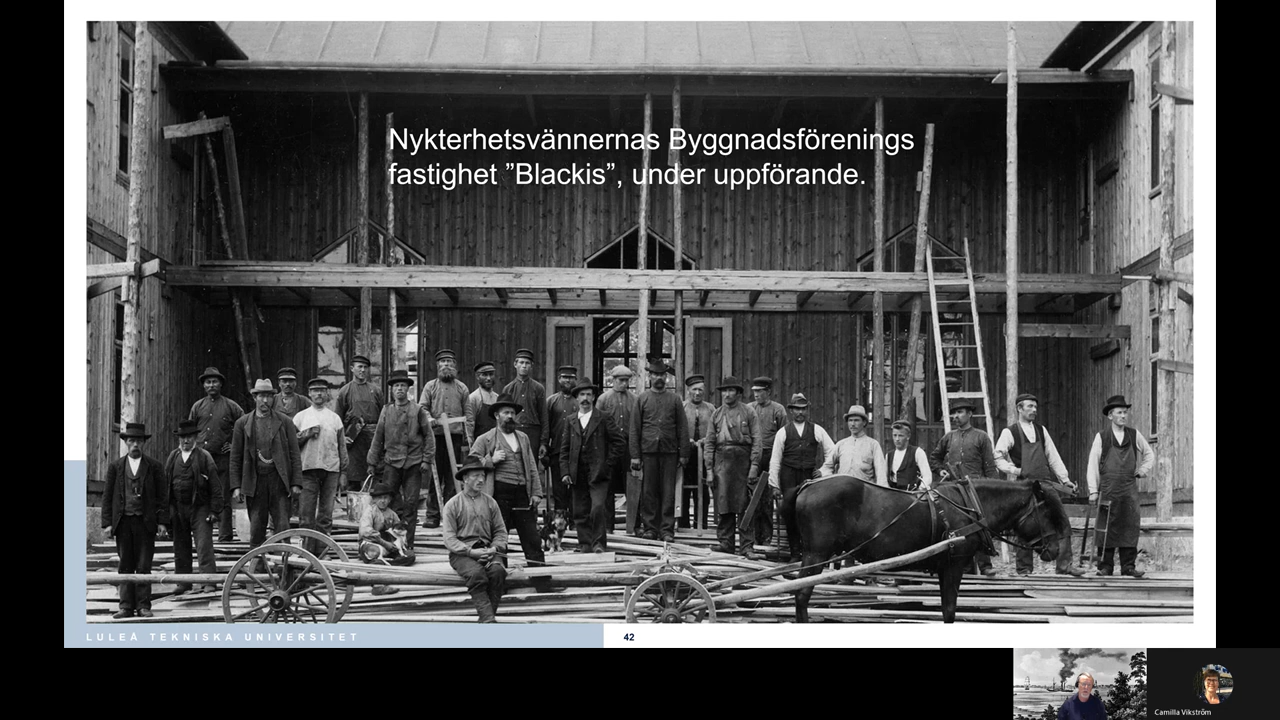 Nykterhetsvännernas Byggnadsförenings
fastighet ”Blackis”, under uppförande.
LULEÅ TEKNISKA UNIVERSITET
42
Camilla Vikström